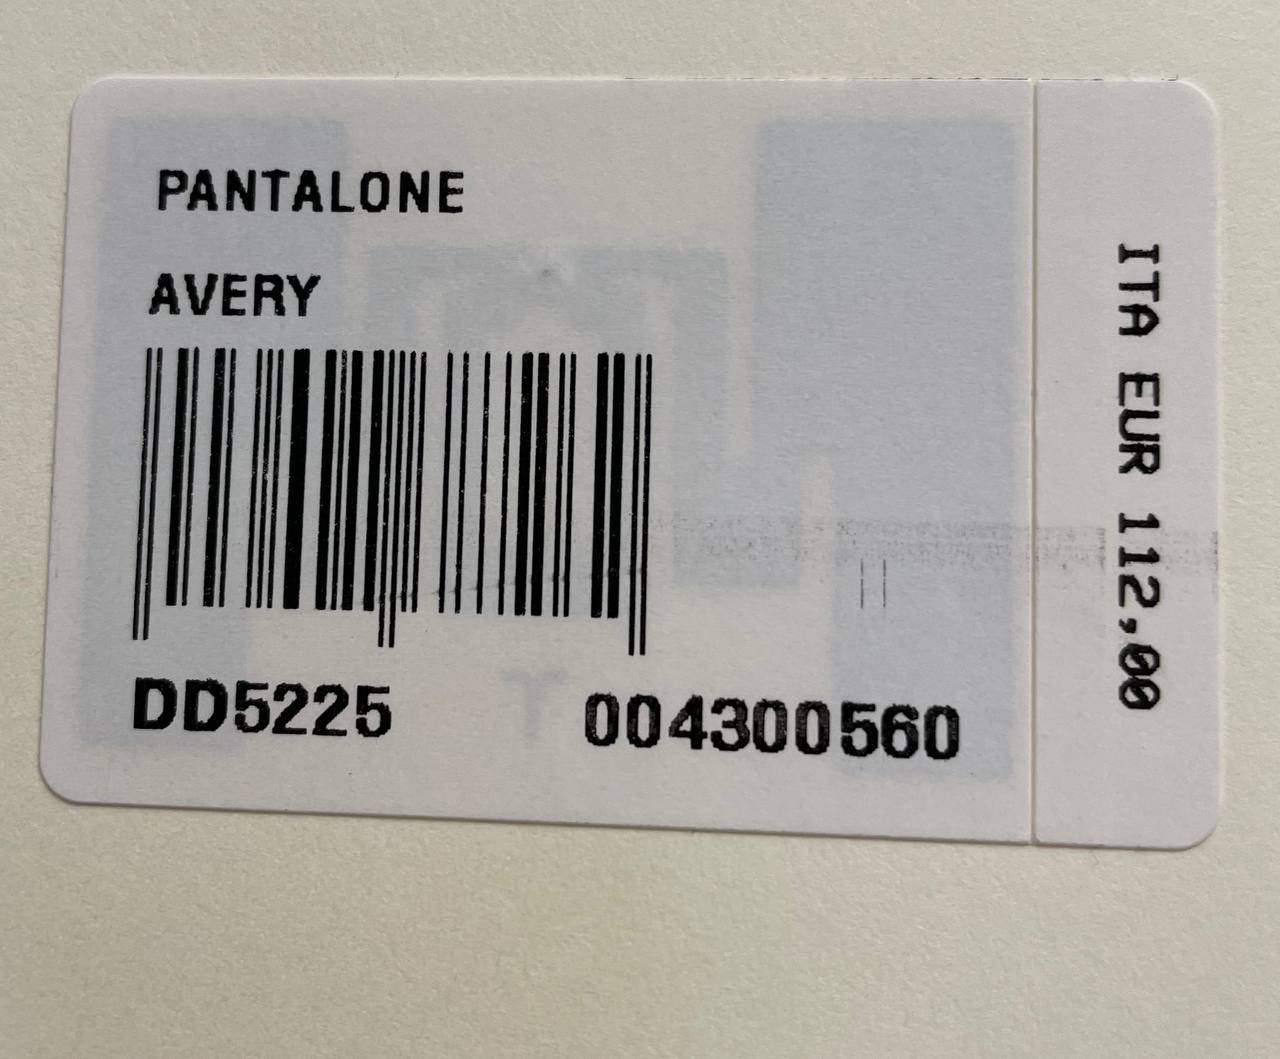 PANTALONE
AVERY
DD5225 004300560
ITA EUR 112,00